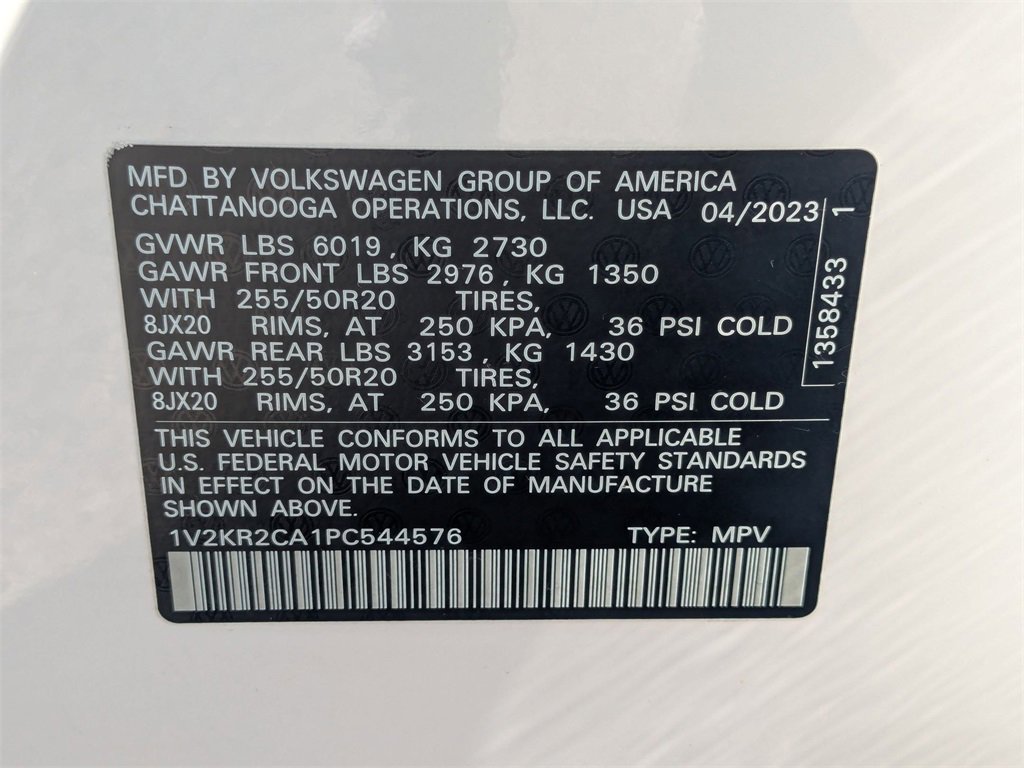 MFD BY VOLKSWAGEN GROUP OF AMERICA
CHATTANOOGA OPERATIONS, LLC. USA 04/2023
GVWR LBS 6019, KG 2730
GAWR FRONT LBS 2976, KG 1350
WITH 255/50R20 TIRES,
8JX20 RIMS, AT 250 KPA, 36 PSI COLD
GAWR REAR LBS 3153, KG 1430
WITH 255/50R20 TIRES,
8JX20 RIMS, AT 250 KPA, 36 PSI COLD
1358433 1
THIS VEHICLE CONFORMS TO ALL APPLICABLE
U.S. FEDERAL MOTOR VEHICLE SAFETY STANDARDS
IN EFFECT ON THE DATE OF MANUFACTURE
SHOWN ABOVE.
1V2KR2CA1PC544576 TYPE: MPV